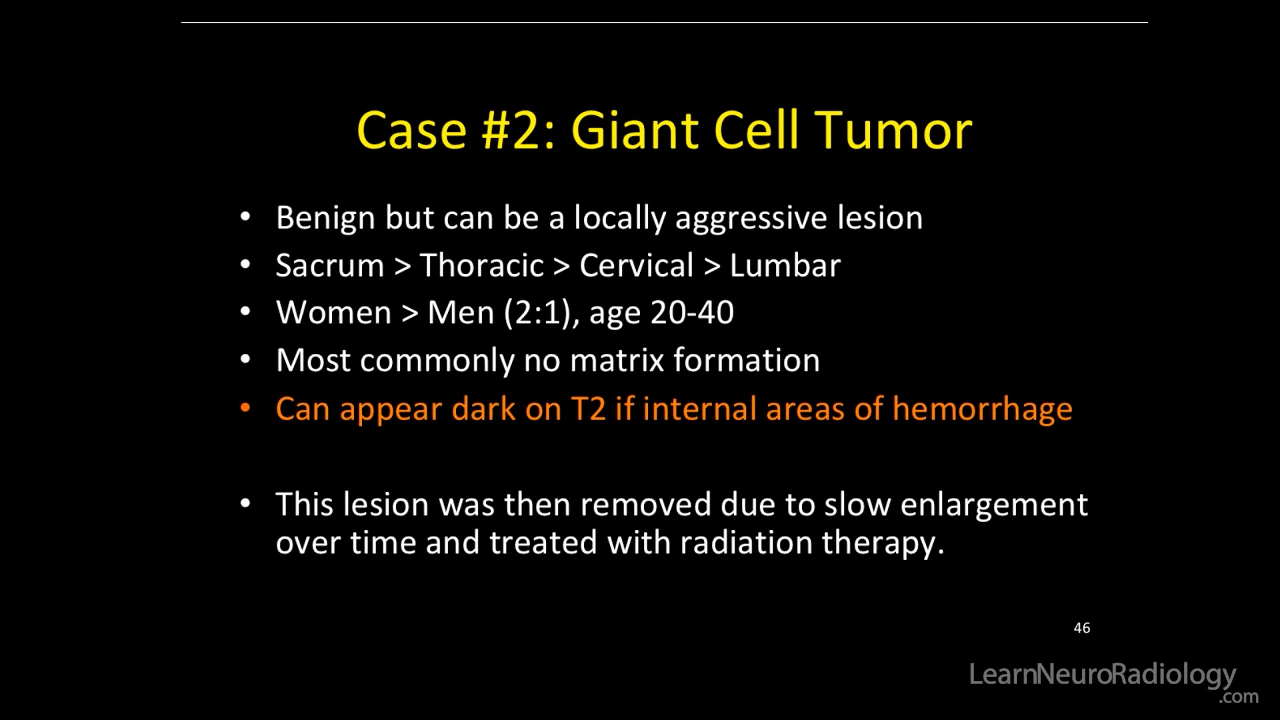 Case #2: Giant Cell Tumor
• Benign but can be a locally aggressive lesion
• Sacrum > Thoracic > Cervical > Lumbar
• Women > Men (2:1), age 20-40
• Most commonly no matrix formation
• Can appear dark on T2 if internal areas of hemorrhage
• This lesion was then removed due to slow enlargement
over time and treated with radiation therapy.
46
LearnNeuroRadiology
.com